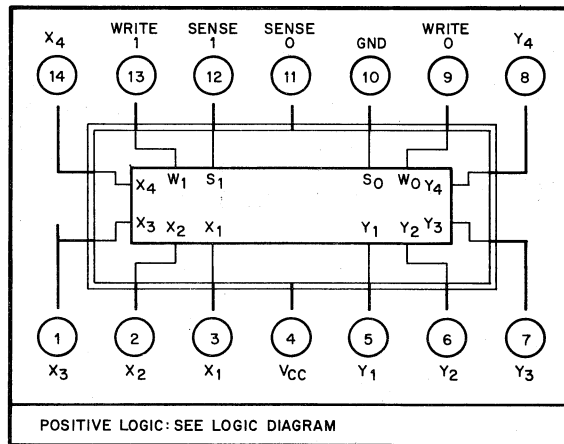 X4 WRITE 1 SENSE 1 SENSE 0 GND WRITE 0 Y4
14 13 12 11 10 9 8
X4 W1 S1 S0 W0 Y4
X3 X2 X1 Y1 Y2 Y3
1 2 3 4 5 6 7
X3 X2 X1 VCC Y1 Y2 Y3
POSITIVE LOGIC: SEE LOGIC DIAGRAM